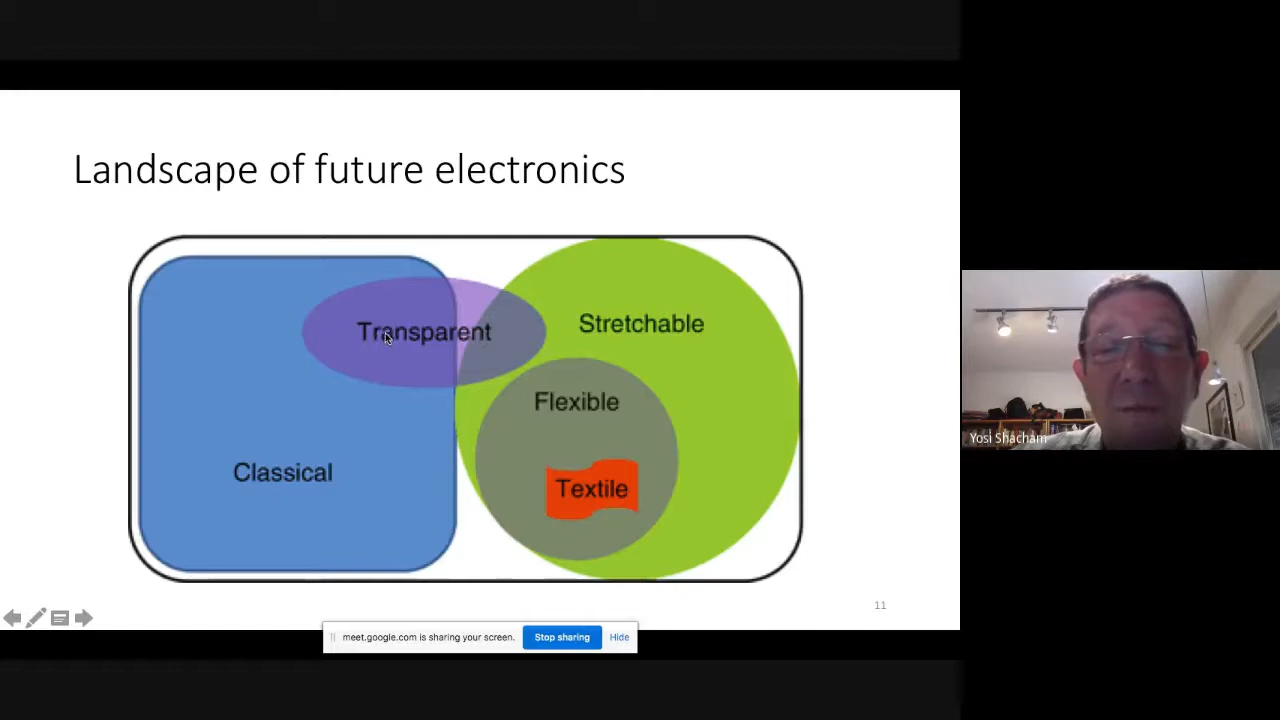 Landscape of future electronics
Transparent
Stretchable
Flexible
Classical
Textile
Yosi Shacham
11
meet.google.com is sharing your screen.
Stop sharing
Hide